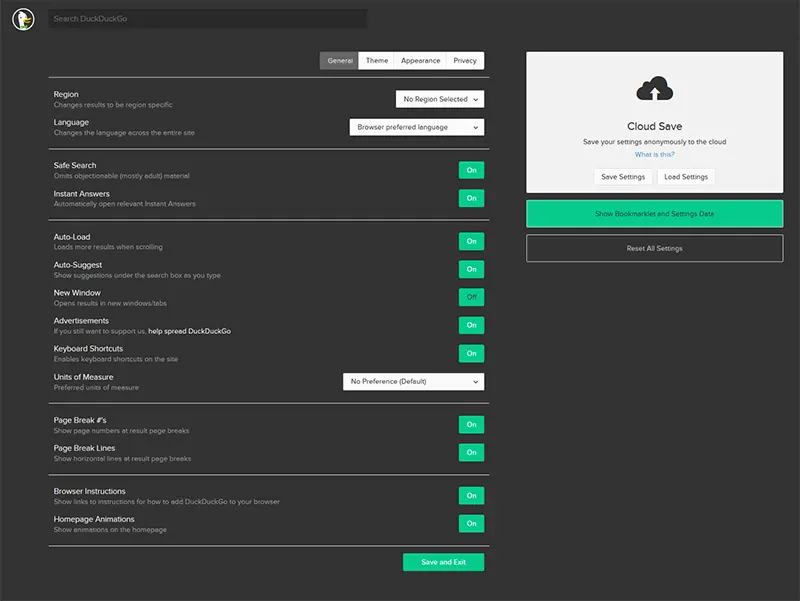 Search DuckDuckGo
General Theme Appearance Privacy
Region
Changes results to be region specific
No Region Selected
Language
Changes the language across the entire site
Browser preferred language
Safe Search
Omits objectionable (mostly adult) material
On
Instant Answers
Automatically open relevant Instant Answers
On
Auto-Load
Loads more results when scrolling
On
Auto-Suggest
Show suggestions under the search box as you type
On
New Window
Opens results in new windows/tabs
Off
Advertisements
If you still want to support us, help spread DuckDuckGo
On
Keyboard Shortcuts
Enables keyboard shortcuts on the site
On
Units of Measure
Preferred units of measure
No Preference (Default)
Page Break #'s
Show page numbers at result page breaks
On
Page Break Lines
Show horizontal lines at result page breaks
On
Browser Instructions
Show links to instructions for how to add DuckDuckGo to your browser
On
Homepage Animations
Show animations on the homepage
On
Save and Exit
Cloud Save
Save your settings anonymously to the cloud
What is this?
Save Settings Load Settings
Show Bookmarklet and Settings Data
Reset All Settings